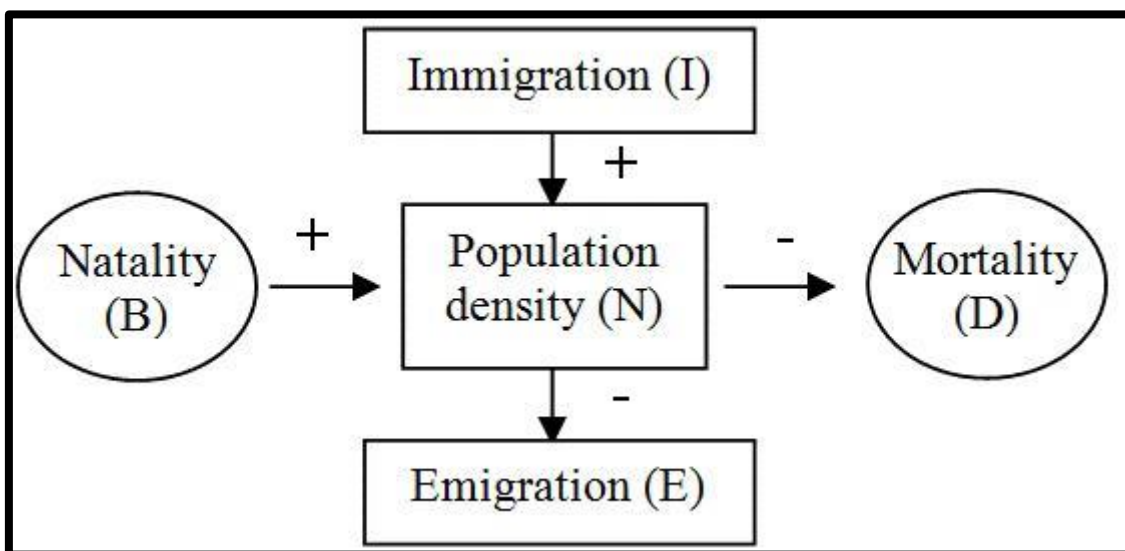 Immigration (I)
+
Natality
(B)
+
Population
density (N)
-
Mortality
(D)
-
Emigration (E)